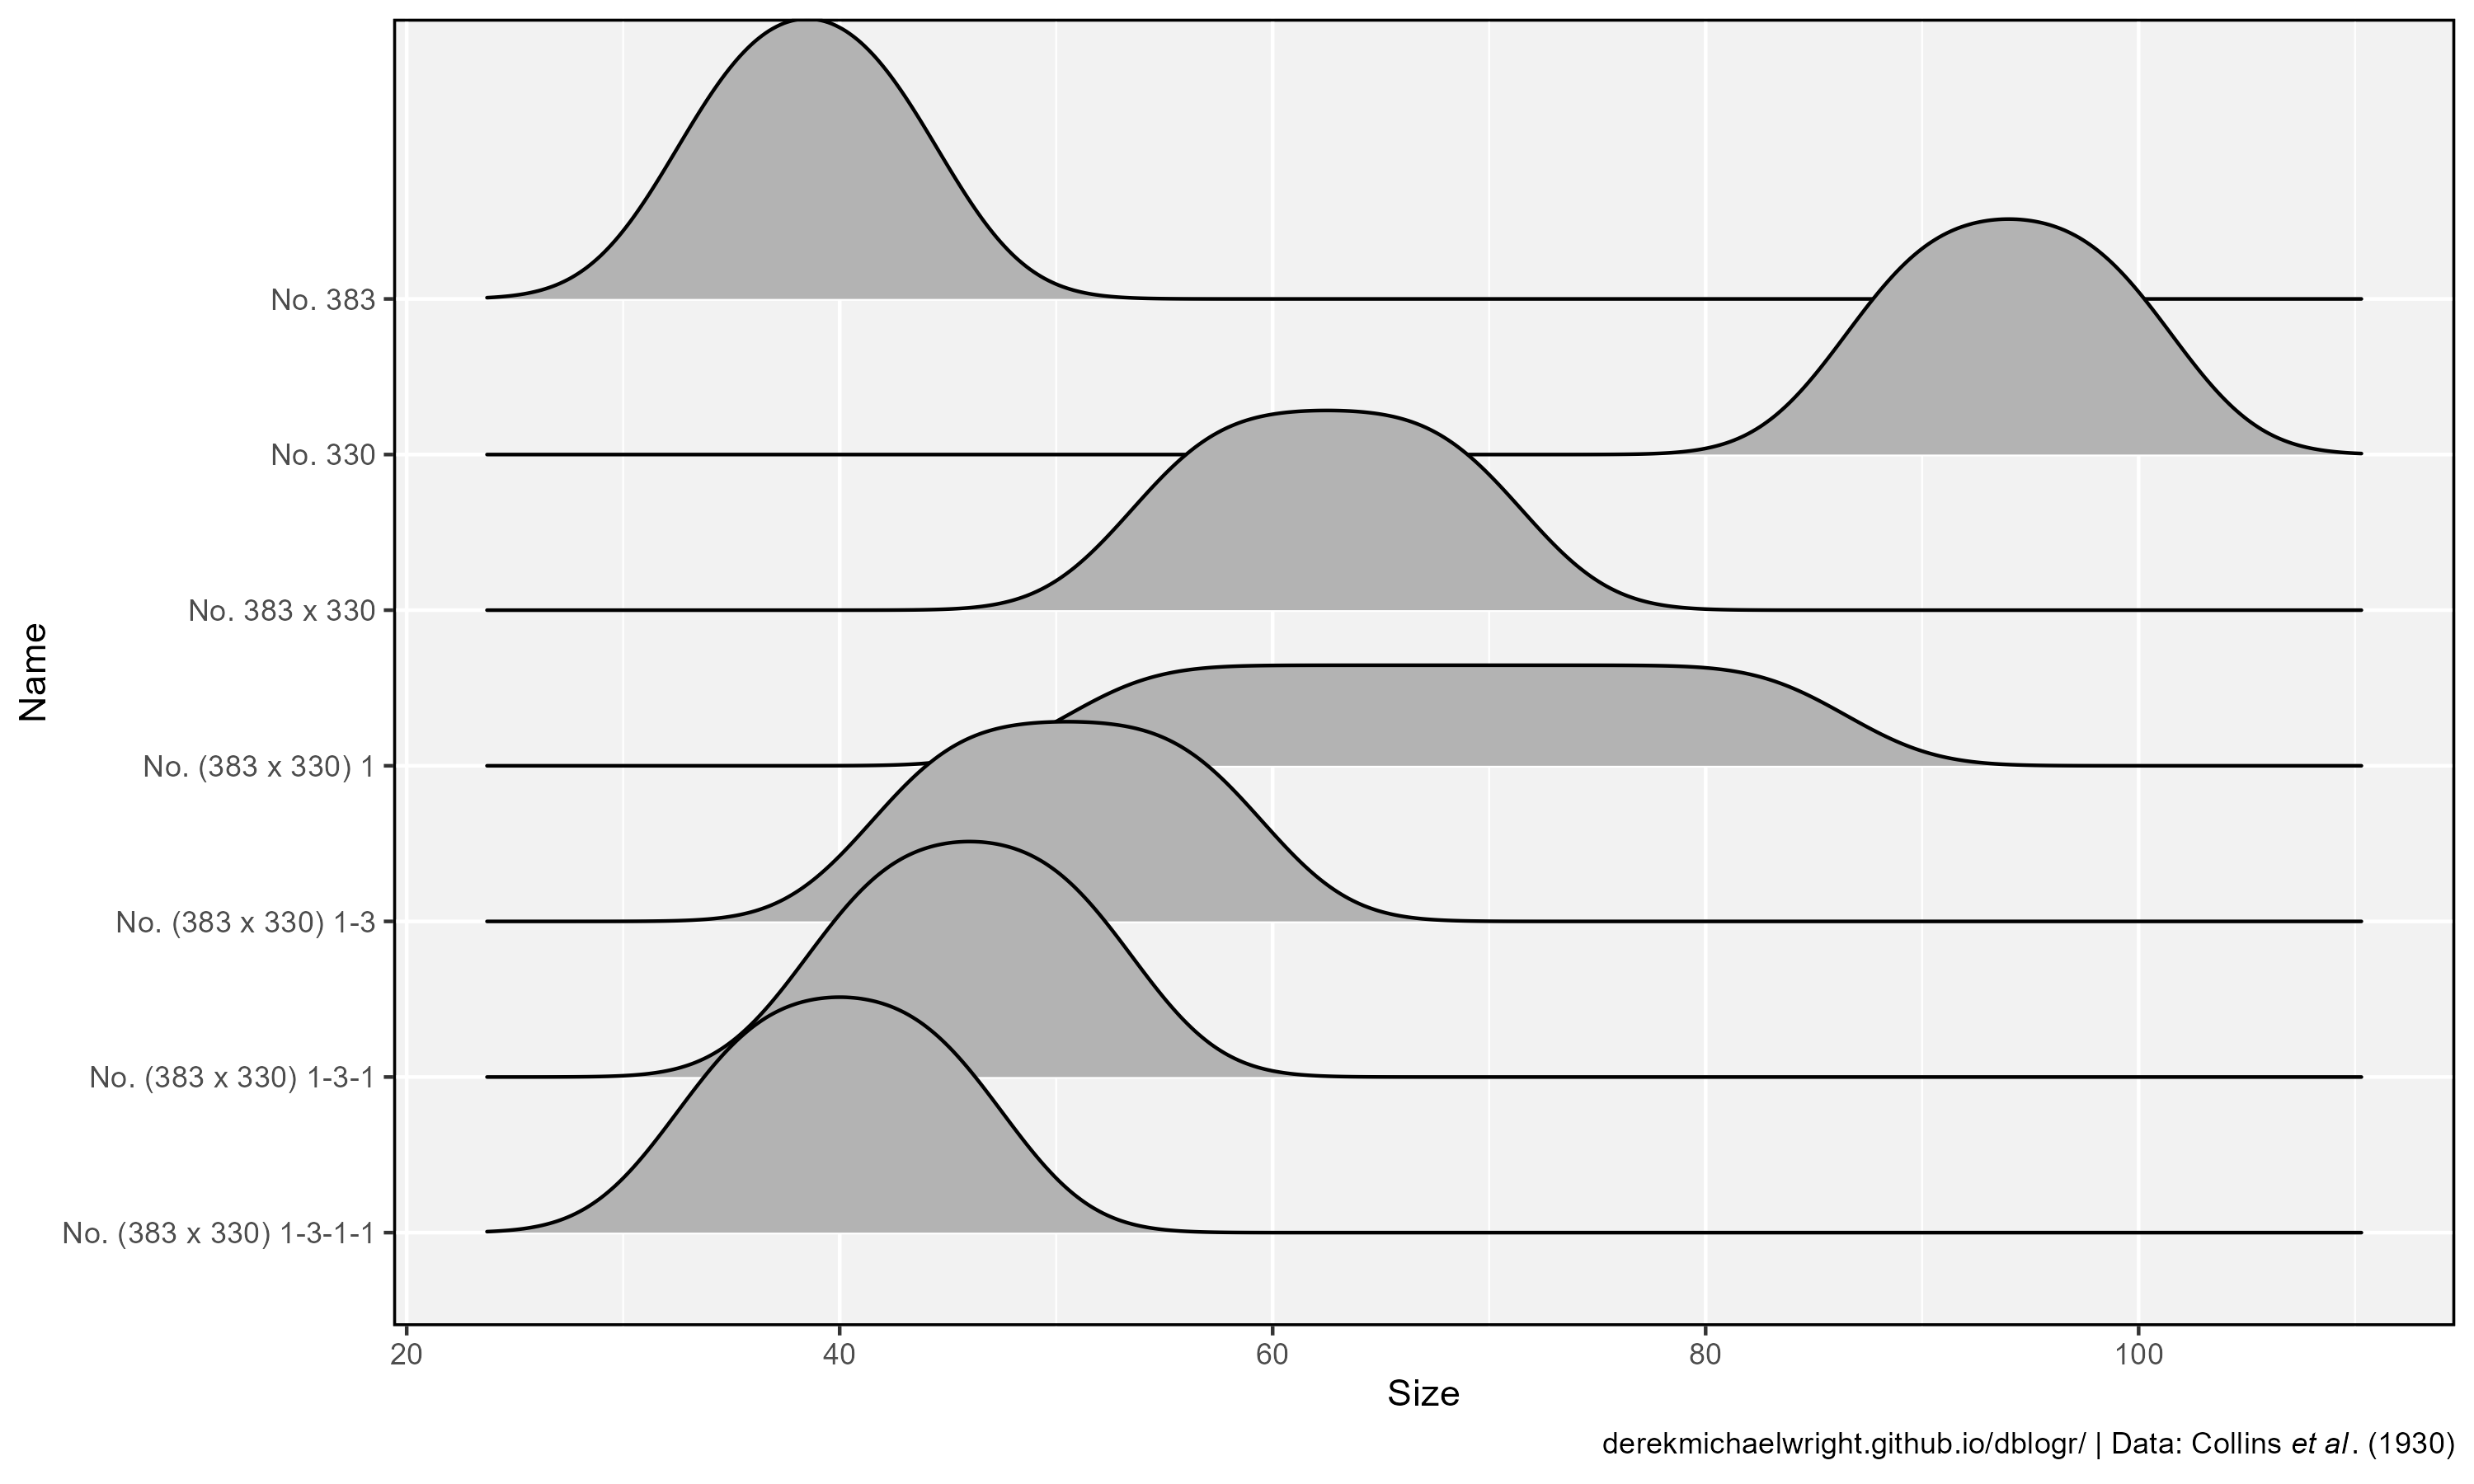 No. 383
No. 330
No. 383 x 330
No. (383 x 330) 1
No. (383 x 330) 1-3
No. (383 x 330) 1-3-1
No. (383 x 330) 1-3-1-1
Name
20 40 60 80 100
Size
derekmichaelwright.github.io/dblogr/ | Data: Collins et al. (1930)